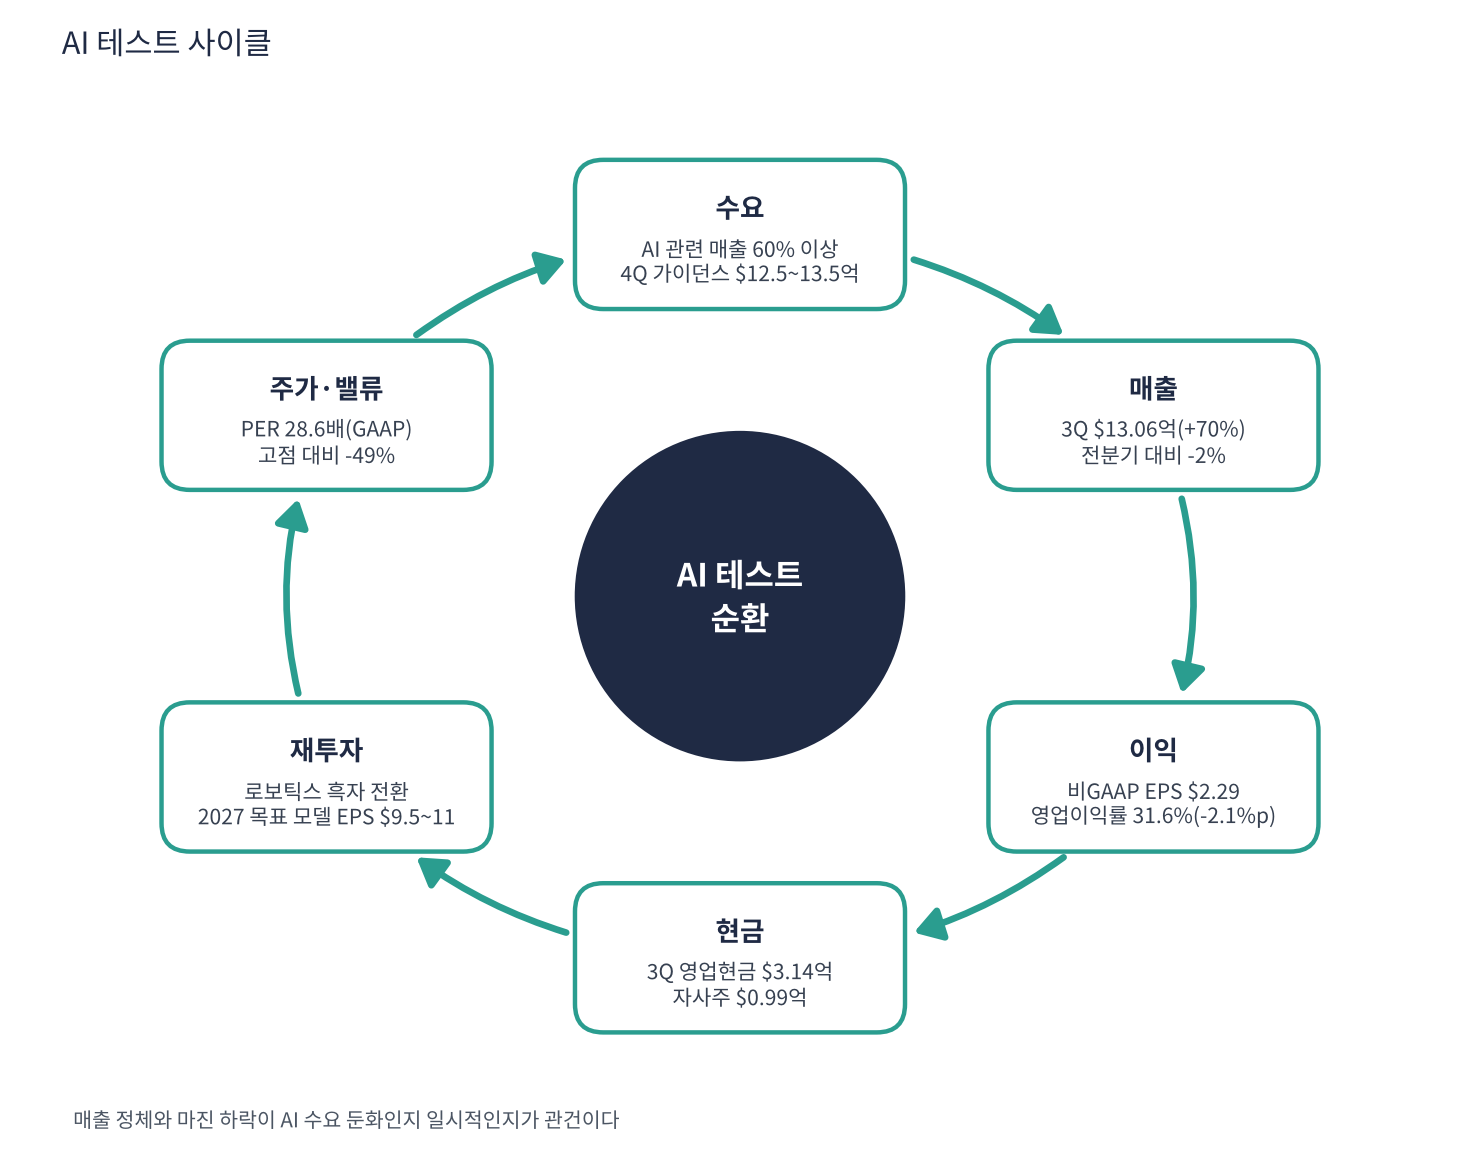 AI 테스트 사이클
수요
AI 관련 매출 60% 이상
4Q 가이던스 $12.5~13.5억
주가·밸류
PER 28.6배(GAAP)
고점 대비 -49%
매출
3Q $13.06억(+70%)
전분기 대비 -2%
AI 테스트
순환
재투자
로보틱스 흑자 전환
2027 목표 모델 EPS $9.5~11
이익
비GAAP EPS $2.29
영업이익률 31.6%(-2.1%p)
현금
3Q 영업현금 $3.14억
자사주 $0.99억
매출 정체와 마진 하락이 AI 수요 둔화인지 일시적인지가 관건이다